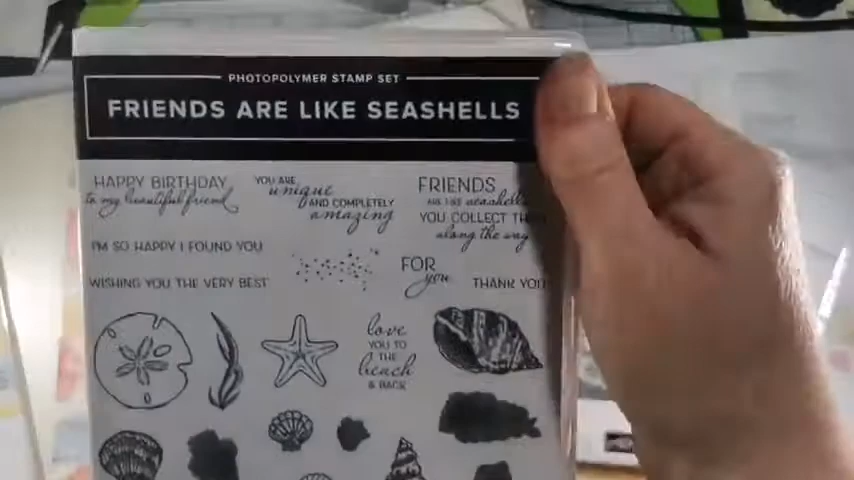 PHOTOPOLYMER STAMP SET
FRIENDS ARE LIKE SEASHELLS
HAPPY BIRTHDAY
to my beautiful friend
YOU ARE
unique
AND COMPLETELY
amazing
FRIENDS
ARE LIKE seashells
YOU COLLECT
along the way
I'M SO HAPPY I FOUND YOU
FOR
you
WISHING YOU THE VERY BEST
THANK YOU
love
YOU TO
THE
beach
& BACK